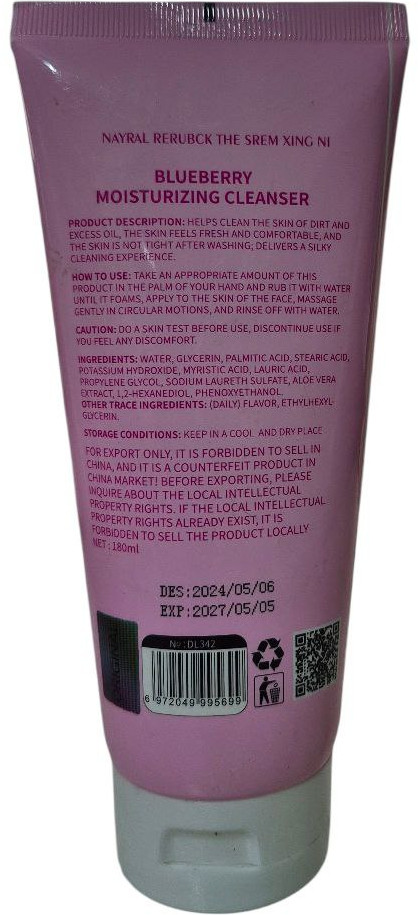 NAYRAL RERUBCK THE SREM XING NI
BLUEBERRY
MOISTURIZING CLEANSER
PRODUCT DESCRIPTION: HELPS CLEAN THE SKIN OF DIRT AND
EXCESS OIL, THE SKIN FEELS FRESH AND COMFORTABLE, AND
THE SKIN IS NOT TIGHT AFTER WASHING; DELIVERS A SILKY
CLEANING EXPERIENCE.
HOW TO USE: TAKE AN APPROPRIATE AMOUNT OF THIS
PRODUCT IN THE PALM OF YOUR HAND AND RUB IT WITH WATER
UNTIL IT FOAMS, APPLY TO THE SKIN OF THE FACE, MASSAGE
GENTLY IN CIRCULAR MOTIONS, AND RINSE OFF WITH WATER.
CAUTION: DO A SKIN TEST BEFORE USE, DISCONTINUE USE IF
YOU FEEL ANY DISCOMFORT.
INGREDIENTS: WATER, GLYCERIN, PALMITIC ACID, STEARIC ACID,
POTASSIUM HYDROXIDE, MYRISTIC ACID, LAURIC ACID,
PROPYLENE GLYCOL, SODIUM LAURETH SULFATE, ALOE VERA
EXTRACT, 1,2-HEXANEDIOL, PHENOXYETHANOL.
OTHER TRACE INGREDIENTS: (DAILY) FLAVOR, ETHYLHEXYL-
GLYCERIN.
STORAGE CONDITIONS: KEEP IN A COOL AND DRY PLACE
FOR EXPORT ONLY, IT IS FORBIDDEN TO SELL IN
CHINA, AND IT IS A COUNTERFEIT PRODUCT IN
CHINA MARKET! BEFORE EXPORTING, PLEASE
INQUIRE ABOUT THE LOCAL INTELLECTUAL
PROPERTY RIGHTS. IF THE LOCAL INTELLECTUAL
PROPERTY RIGHTS ALREADY EXIST, IT IS
FORBIDDEN TO SELL THE PRODUCT LOCALLY
NET : 180ml
DES:2024/05/06
EXP:2027/05/05
No :DL342
6 972049 995699